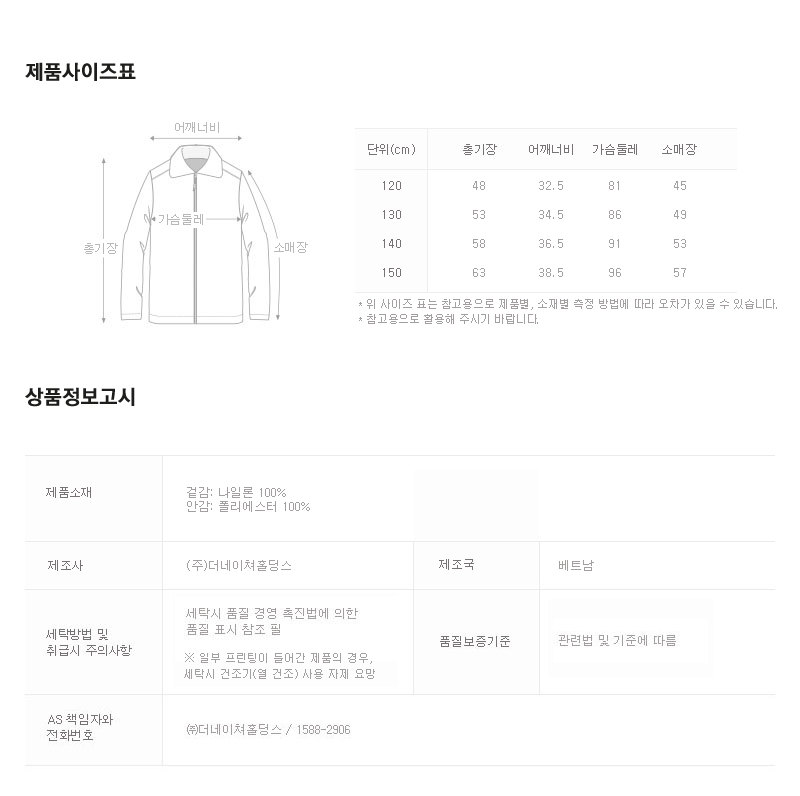 제품사이즈표
어깨너비
가슴둘레
총기장
소매장
단위(cm) 총기장 어깨너비 가슴둘레 소매장
120 48 32.5 81 45
130 53 34.5 86 49
140 58 36.5 91 53
150 63 38.5 96 57
* 위 사이즈 표는 참고용으로 제품별, 소재별 측정 방법에 따라 오차가 있을 수 있습니다.
* 참고용으로 활용해 주시기 바랍니다.
상품정보고시
제품소재
겉감: 나일론 100%
안감: 폴리에스터 100%
제조사
(주)더네이쳐홀딩스
제조국
베트남
세탁방법 및
취급시 주의사항
세탁시 품질 경영 촉진법에 의한
품질 표시 참조 필
※ 일부 프린팅이 들어간 제품의 경우,
세탁시 건조기(열 건조) 사용 자제 요망
품질보증기준
관련법 및 기준에 따름
AS 책임자와
전화번호
㈜더네이쳐홀딩스 / 1588-2906